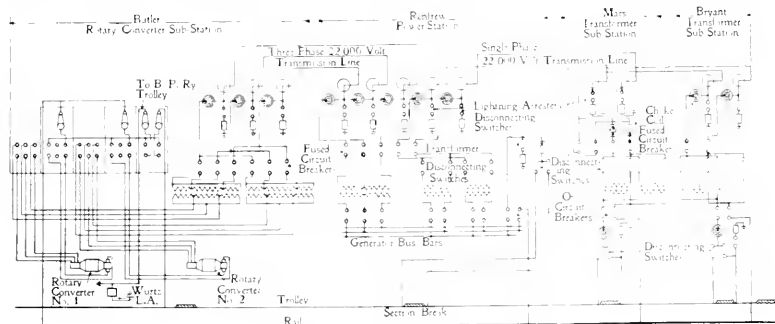 Butler
Rotary Converter Sub-Station
Renfrew
Power Station
Mars
Transformer
Sub Station
Bryant
Transformer
Sub Station
Three Phase 22,000 Volt
Transmission Line
Single Phase
22 000 Volt Transmission Line
To B. P. Ry
Trolley
Lightning Arrester
Disconnecting
Switches
Choke
Coil
Fused
Circuit
Breaker
Fused
Circuit
Breaker
Transformer
Disconnecting
Switches
Disconnect-
ing
Switches
Circuit
Breakers
Generator Bus Bars
Disconnecting
Switches
Rotary
Converter
No. 1
Wurtz
L.A.
Rotary
Converter
No. 2
Trolley
Section Break
Rail